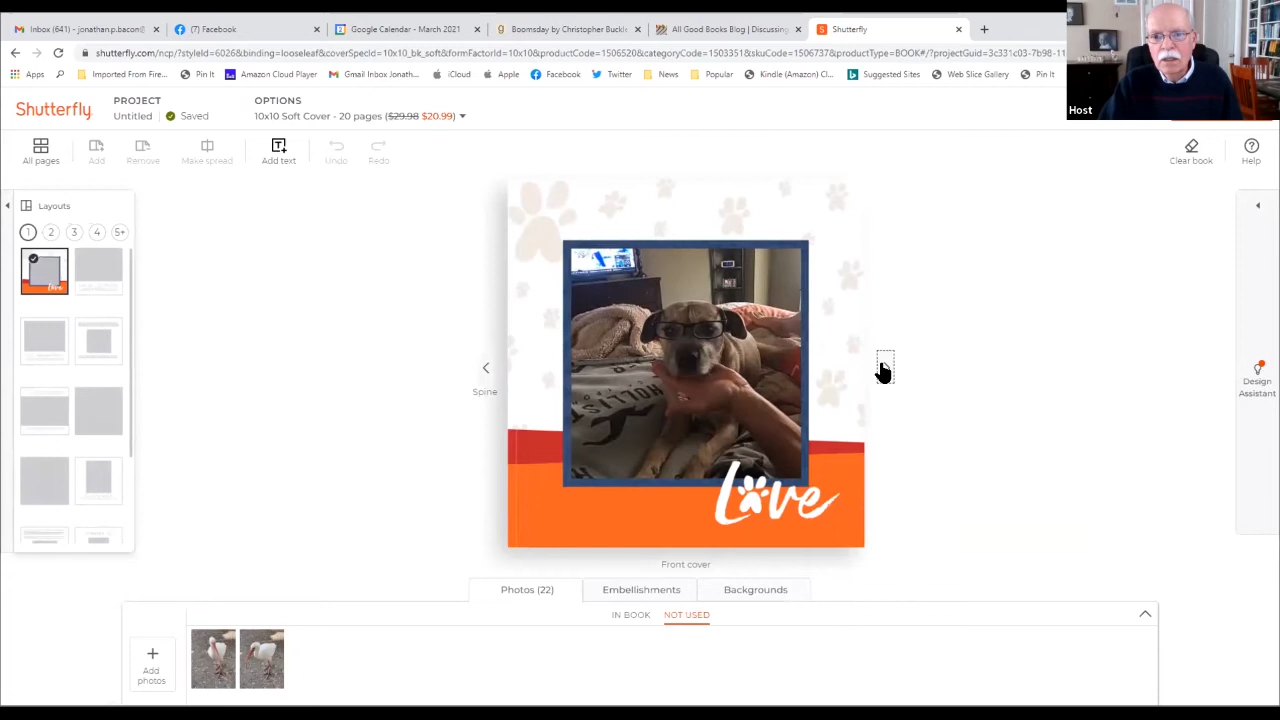 Inbox (641) - jonathan.p.tascon(
(7) Facebook
Google Calendar - March 2021
Boomsday by Christopher Buckle
All Good Books Blog | Discussing
Shutterfly
shutterfly.com/ncp/?styleId=6026&binding=looseleaf&coverSpecId=10x10_bk_soft&formFactorId=10x10&productCode=1506520&categoryCode=1503351&skuCode=1506737&productType=BOOK#/?projectGuid=3c331c03-7b98-11
Apps
Imported From Fire...
Pin It
Amazon Cloud Player
Gmail Inbox Jonath...
iCloud
Apple
Facebook
Twitter
News
Popular
Kindle (Amazon) Cl...
Suggested Sites
Web Slice Gallery
Pin It
Host
Shutterfly
PROJECT
Untitled
Saved
OPTIONS
10x10 Soft Cover - 20 pages ($29.98 $20.99)
All pages
Add
Remove
Make spread
Add text
Undo
Redo
Clear book
Help
Layouts
1 2 3 4 5+
love
Spine
Love
Front cover
Design
Assistant
Photos (22)
Embellishments
Backgrounds
IN BOOK
NOT USED
Add
photos